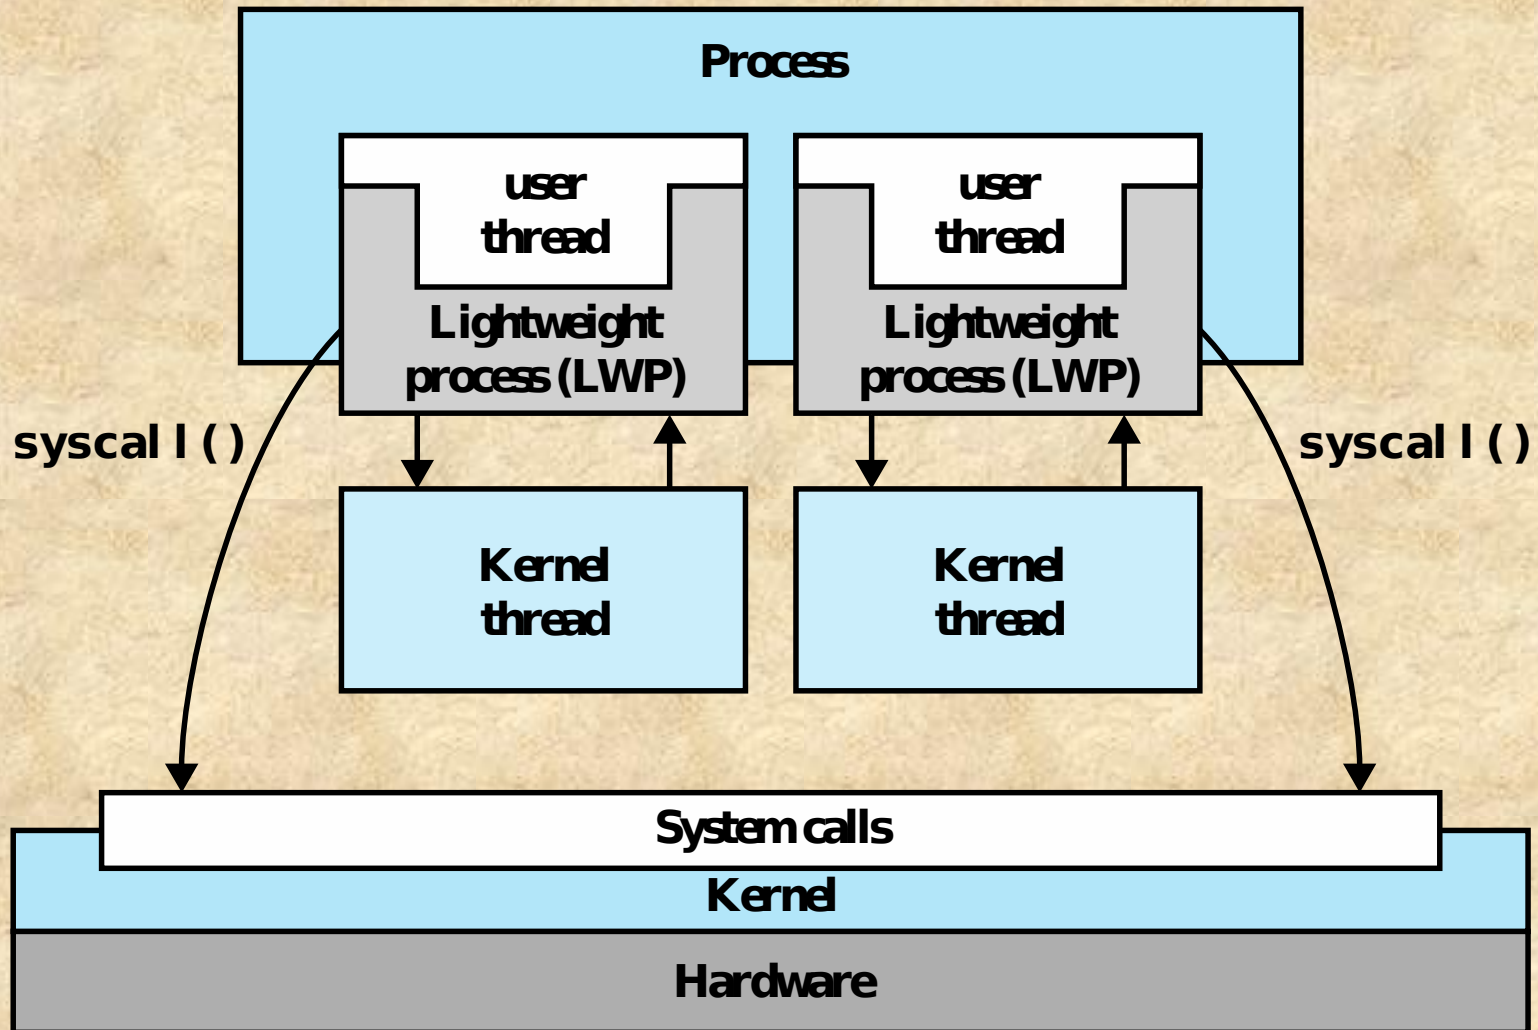 Process
user
thread
user
thread
Lightweight
process (LWP)
Lightweight
process (LWP)
syscall()
syscall()
Kernel
thread
Kernel
thread
System calls
Kernel
Hardware